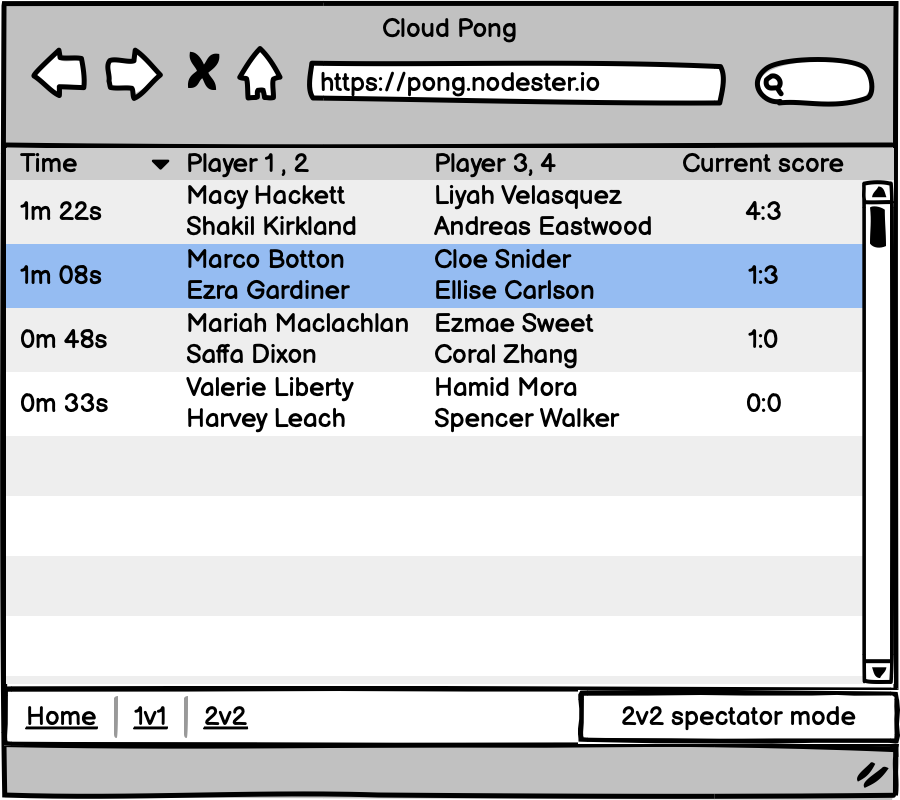 Cloud Pong
https://pong.nodester.io
Time Player 1 , 2 Player 3, 4 Current score
1m 22s Macy Hackett Liyah Velasquez 4:3
Shakil Kirkland Andreas Eastwood
1m 08s Marco Botton Cloe Snider 1:3
Ezra Gardiner Ellise Carlson
0m 48s Mariah Maclachlan Ezmae Sweet 1:0
Saffa Dixon Coral Zhang
0m 33s Valerie Liberty Hamid Mora 0:0
Harvey Leach Spencer Walker
Home 1v1 2v2 2v2 spectator mode